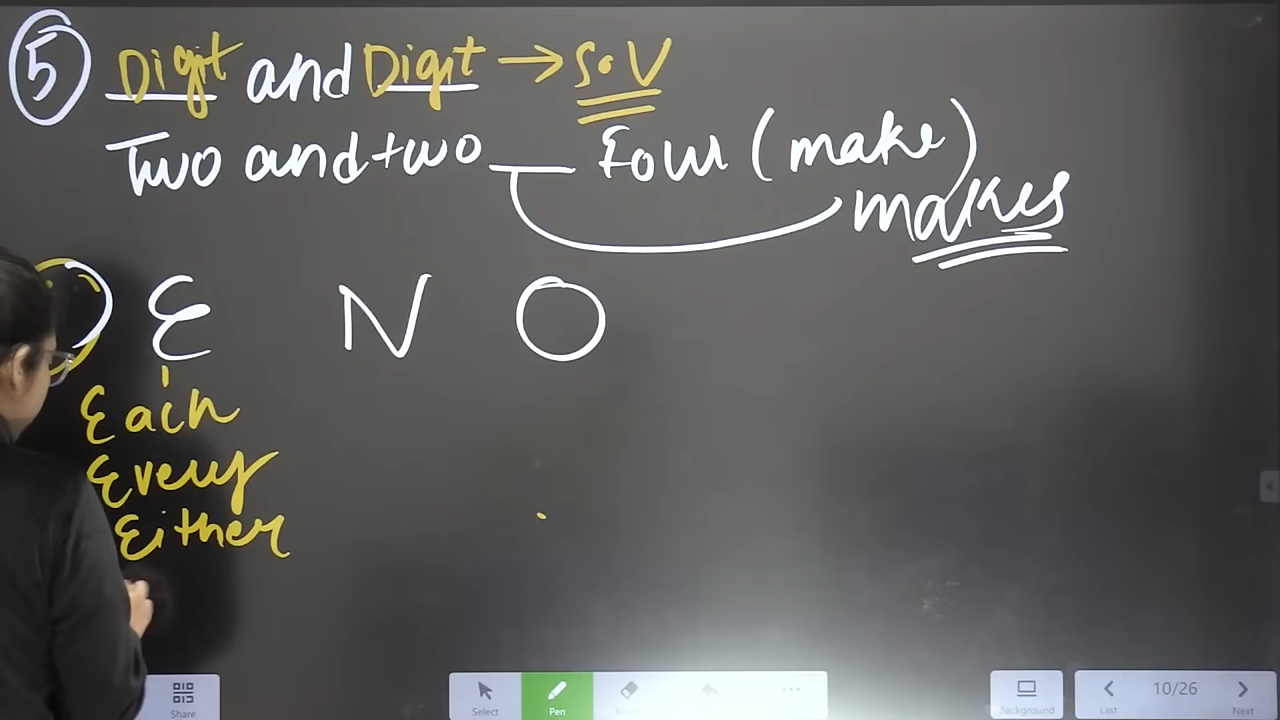 5 Digit and Digit → S.V
Two and two __ Four (make)
makes
E N O
Each
Every
Either
Share
Select Pen ...
Background
10/26
Last Next